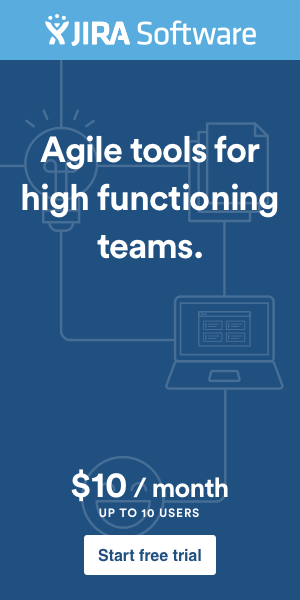 JIRA Software
Agile tools for
high functioning
teams.
$10 / month
UP TO 10 USERS
Start free trial